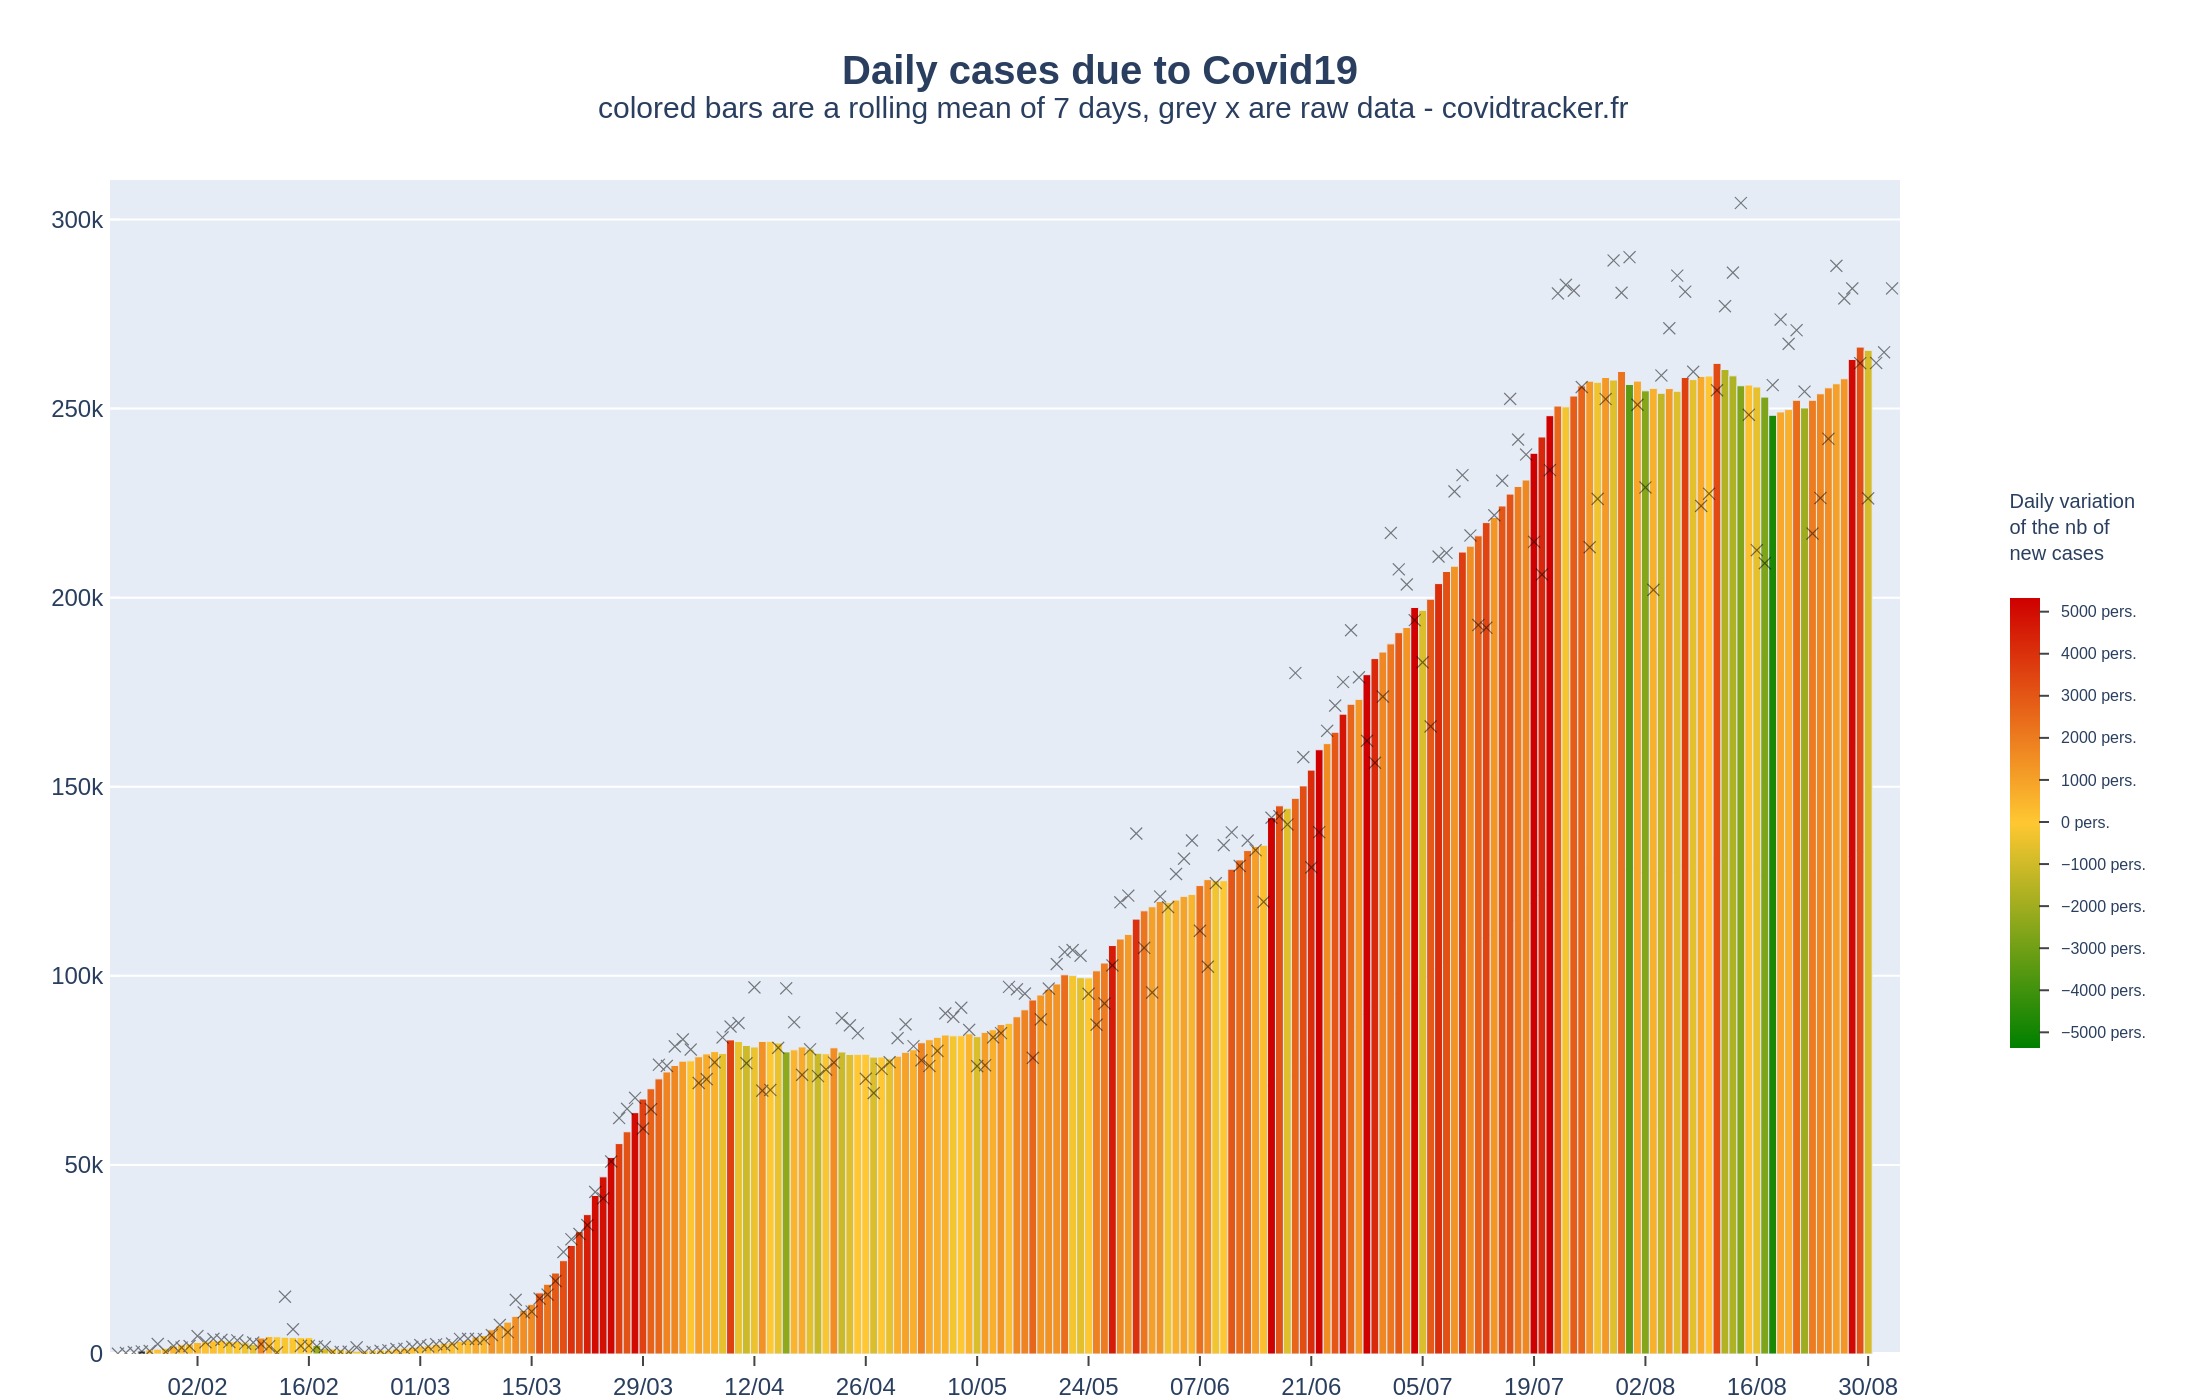 Daily cases due to Covid19
colored bars are a rolling mean of 7 days, grey x are raw data - covidtracker.fr
300k
250k
200k
150k
100k
50k
0
02/02 16/02 01/03 15/03 29/03 12/04 26/04 10/05 24/05 07/06 21/06 05/07 19/07 02/08 16/08 30/08
Daily variation
of the nb of
new cases
5000 pers.
4000 pers.
3000 pers.
2000 pers.
1000 pers.
0 pers.
−1000 pers.
−2000 pers.
−3000 pers.
−4000 pers.
−5000 pers.